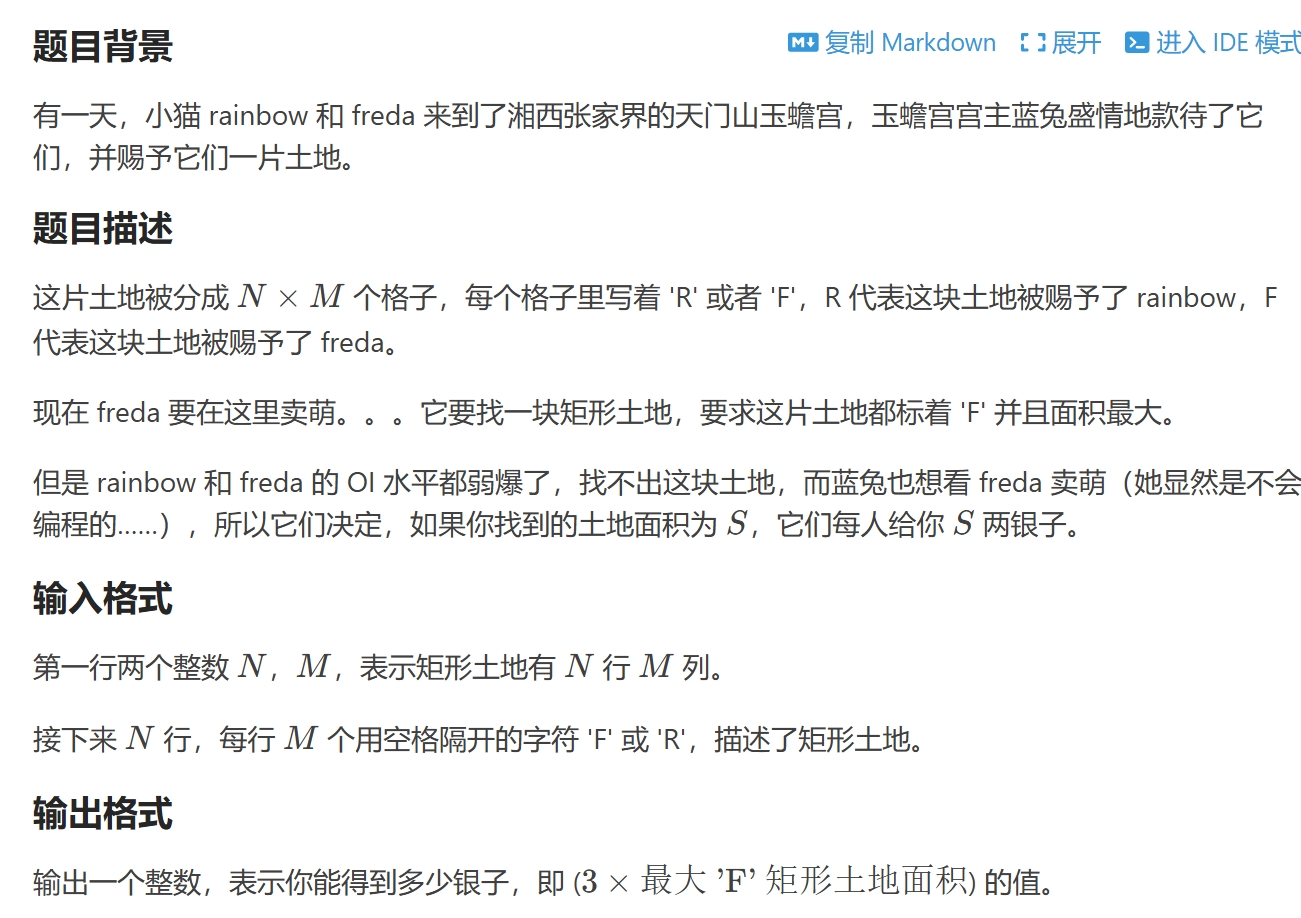 题目背景
复制 Markdown 展开 进入 IDE 模式
有一天，小猫 rainbow 和 freda 来到了湘西张家界的天门山玉蟾宫，玉蟾宫宫主蓝兔盛情地款待了它
们，并赐予它们一片土地。
题目描述
这片土地被分成 N × M 个格子，每个格子里写着 'R' 或者 'F'，R 代表这块土地被赐予了 rainbow，F
代表这块土地被赐予了 freda。
现在 freda 要在这里卖萌。。。它要找一块矩形土地，要求这片土地都标着 'F' 并且面积最大。
但是 rainbow 和 freda 的 OI 水平都弱爆了，找不出这块土地，而蓝兔也想看 freda 卖萌（她显然是不会
编程的……），所以它们决定，如果你找到的土地面积为 S，它们每人给你 S 两银子。
输入格式
第一行两个整数 N，M，表示矩形土地有 N 行 M 列。
接下来 N 行，每行 M 个用空格隔开的字符 'F' 或 'R'，描述了矩形土地。
输出格式
输出一个整数，表示你能得到多少银子，即 (3 × 最大 ’F’ 矩形土地面积) 的值。